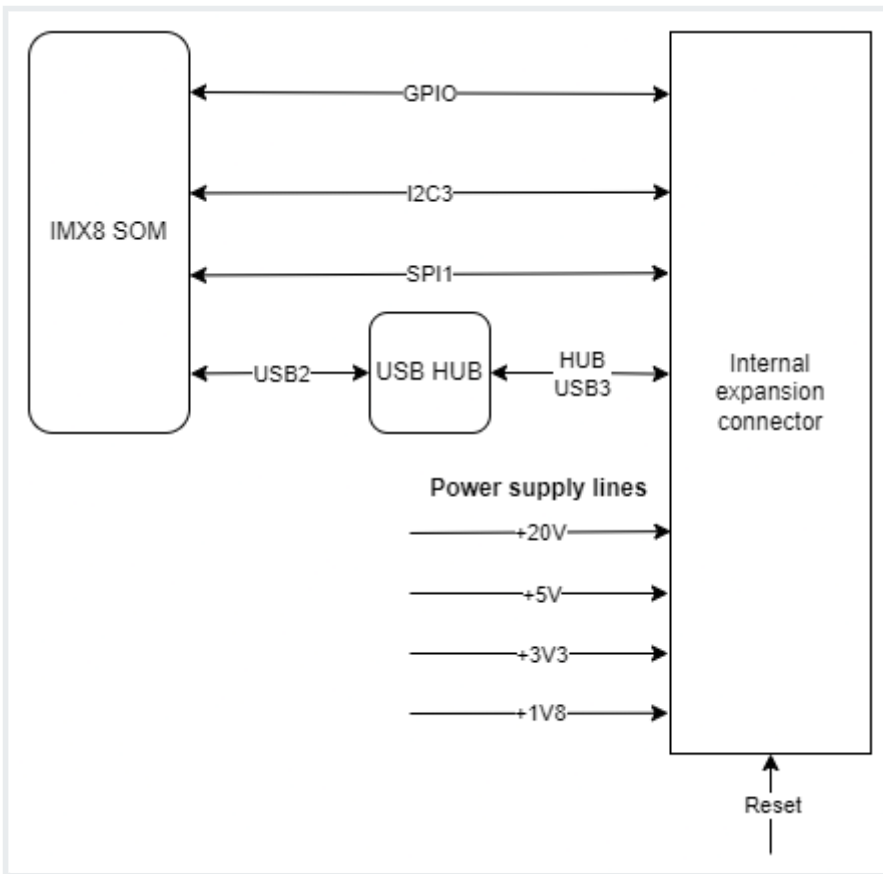 GPIO
I2C3
IMX8 SOM
SPI1
USB2
USB HUB
HUB
USB3
Internal
expansion
connector
Power supply lines
+20V
+5V
+3V3
+1V8
Reset